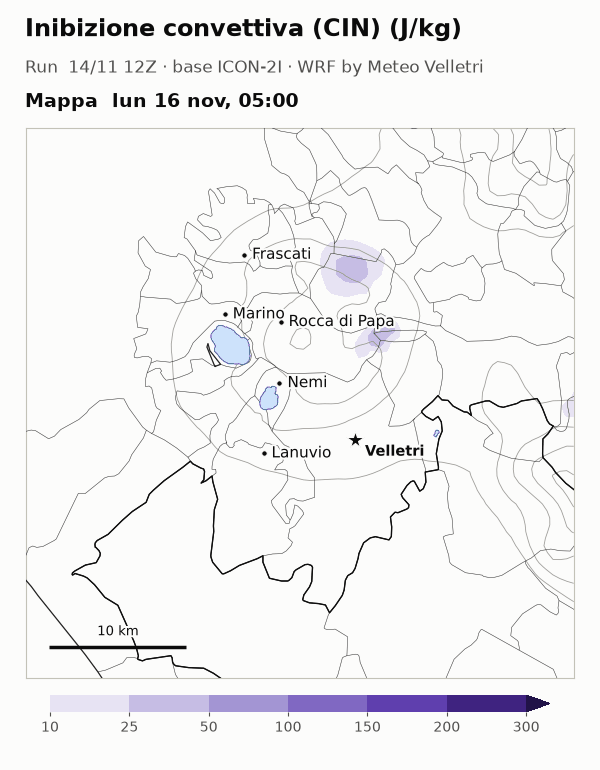 Inibizione convettiva (CIN) (J/kg)
Run  14/11 12Z · base ICON-2I · WRF by Meteo Velletri
Mappa  lun 16 nov, 05:00
Frascati
Marino
Rocca di Papa
Nemi
Velletri
Lanuvio
10 km
10 25 50 100 150 200 300